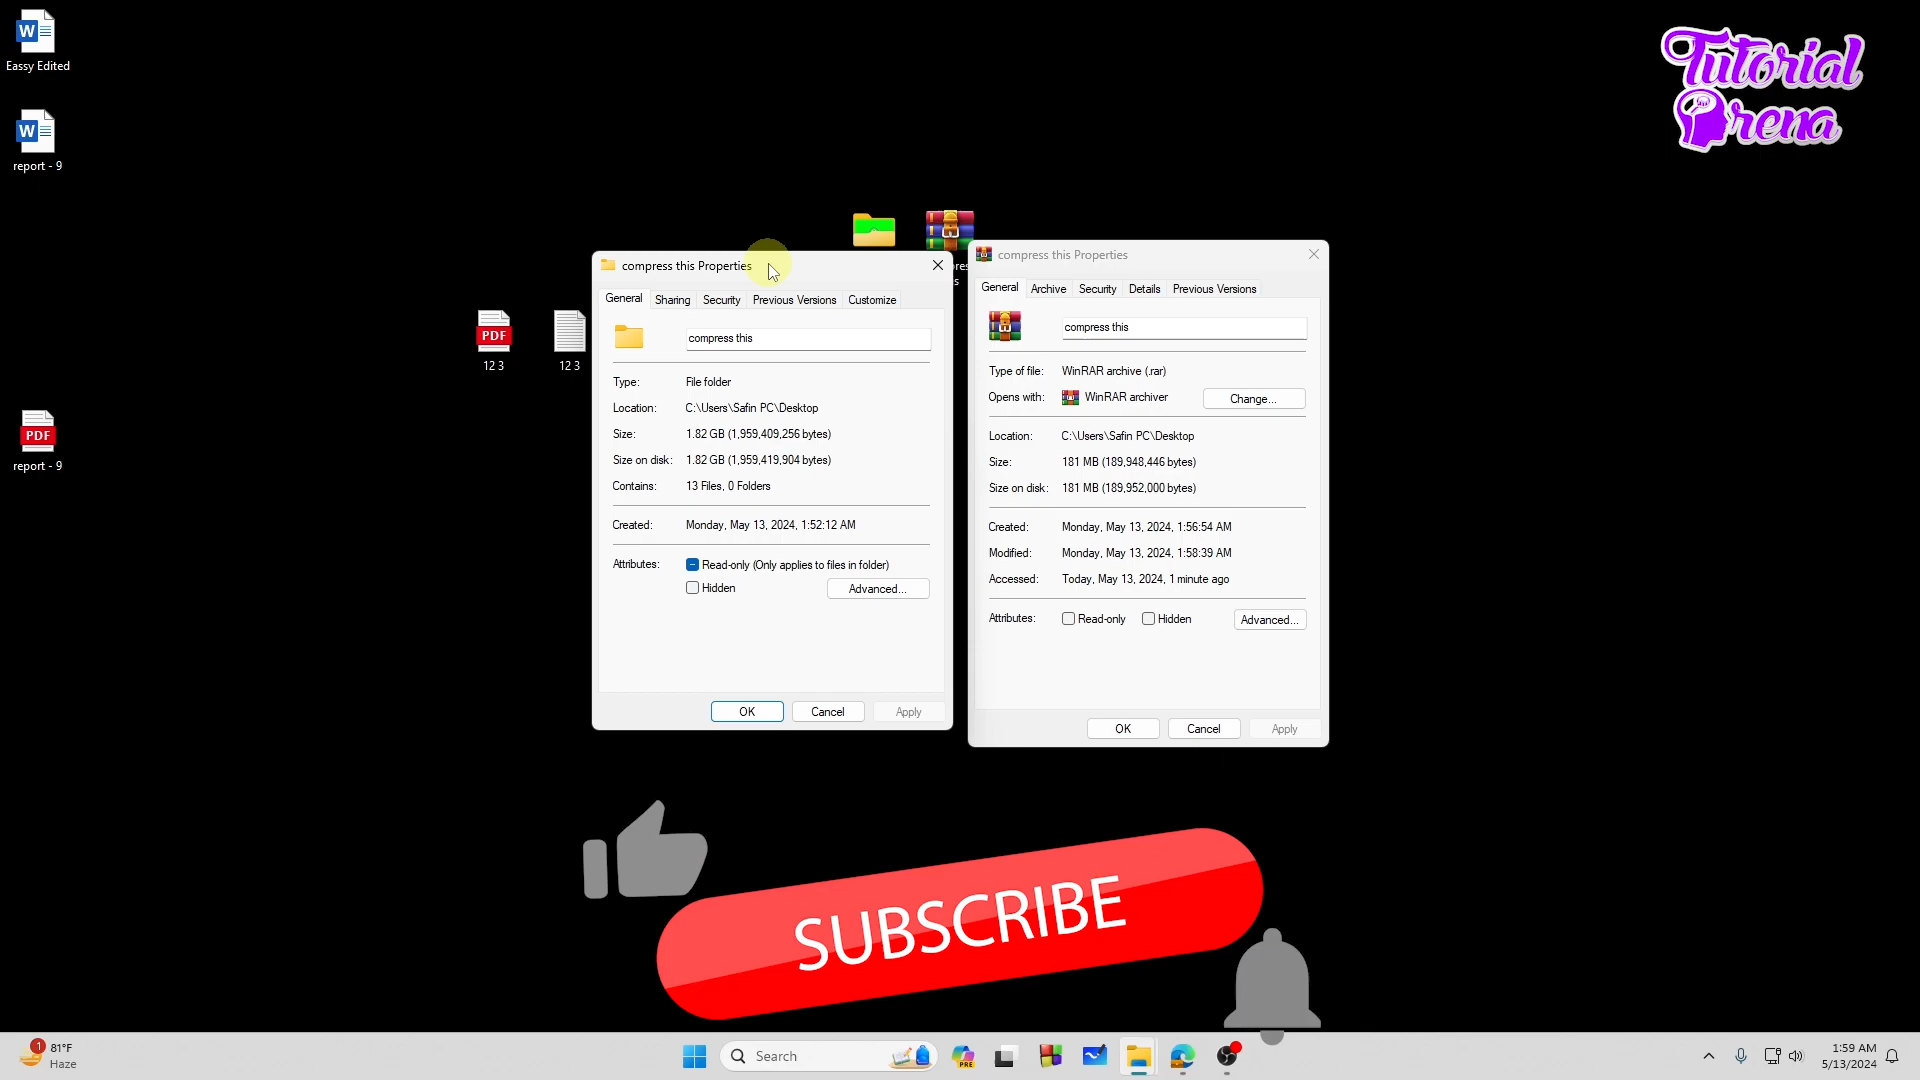 Eassy Edited
report - 9
report - 9
PDF
PDF
12 3
12 3
Tutorial
Arena
compress this Properties
General Sharing Security Previous Versions Customize
compress this
Type: File folder
Location: C:\Users\Safin PC\Desktop
Size: 1.82 GB (1,959,409,256 bytes)
Size on disk: 1.82 GB (1,959,419,904 bytes)
Contains: 13 Files, 0 Folders
Created: Monday, May 13, 2024, 1:52:12 AM
Attributes: Read-only (Only applies to files in folder)
Hidden Advanced...
OK Cancel Apply
compress this Properties
General Archive Security Details Previous Versions
compress this
Type of file: WinRAR archive (.rar)
Opens with: WinRAR archiver Change...
Location: C:\Users\Safin PC\Desktop
Size: 181 MB (189,948,446 bytes)
Size on disk: 181 MB (189,952,000 bytes)
Created: Monday, May 13, 2024, 1:56:54 AM
Modified: Monday, May 13, 2024, 1:58:39 AM
Accessed: Today, May 13, 2024, 1 minute ago
Attributes: Read-only Hidden Advanced...
OK Cancel Apply
SUBSCRIBE
1
81°F
Haze
Search
PRE
1:59 AM
5/13/2024